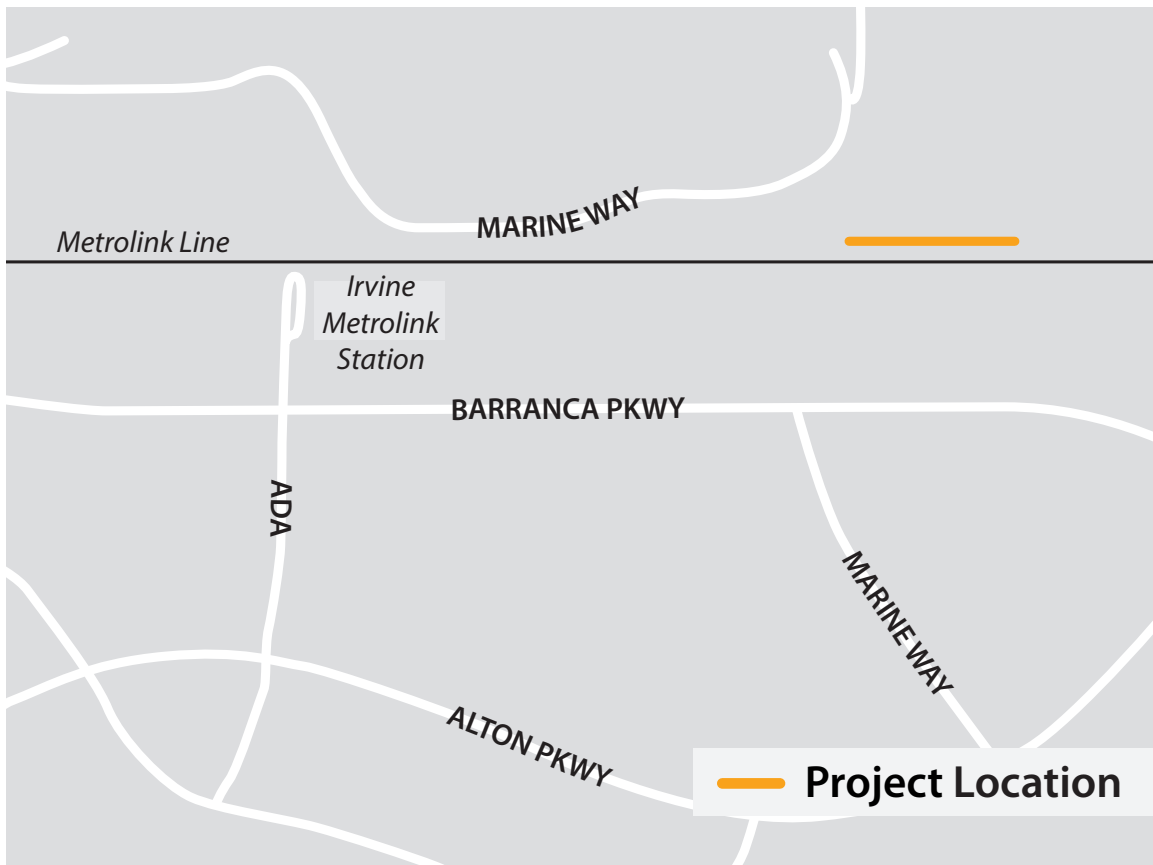 MARINE WAY
Metrolink Line
Irvine
Metrolink
Station
BARRANCA PKWY
ADA
MARINE WAY
ALTON PKWY
Project Location